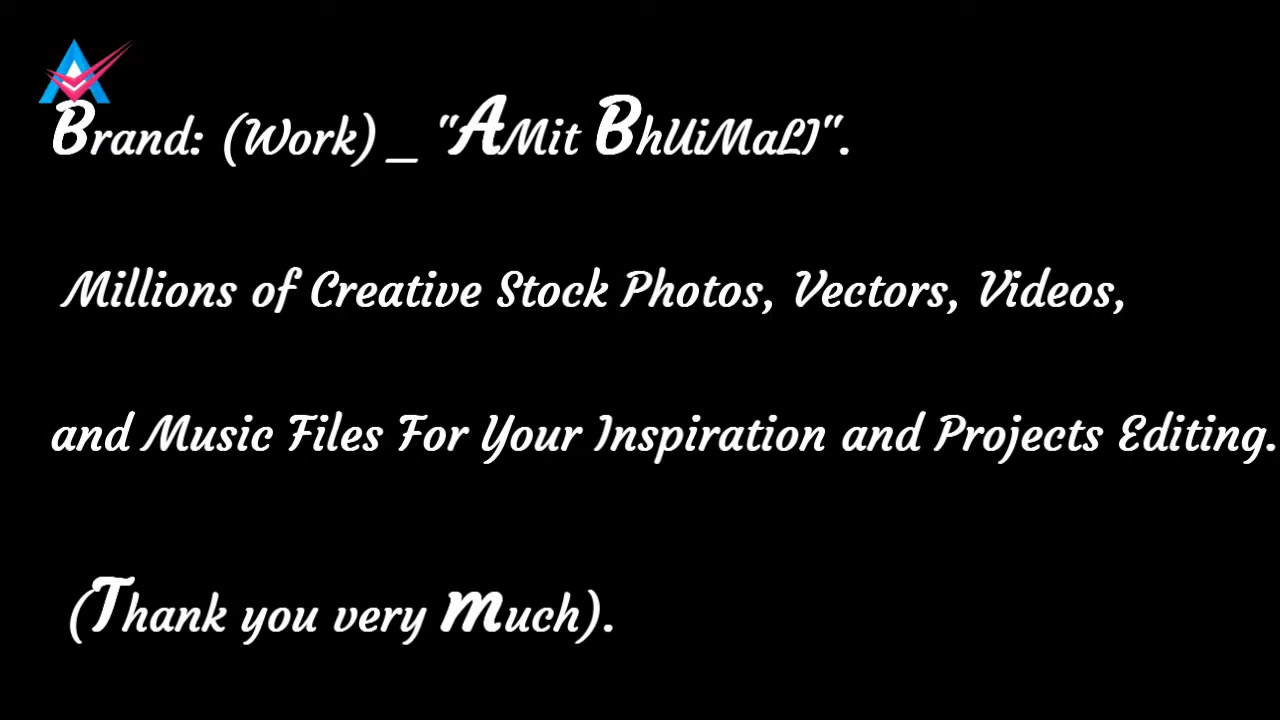 Brand: (Work) _ "AMit BhUiMaLI".
Millions of Creative Stock Photos, Vectors, Videos,
and Music Files For Your Inspiration and Projects Editing.
(Thank you very much).